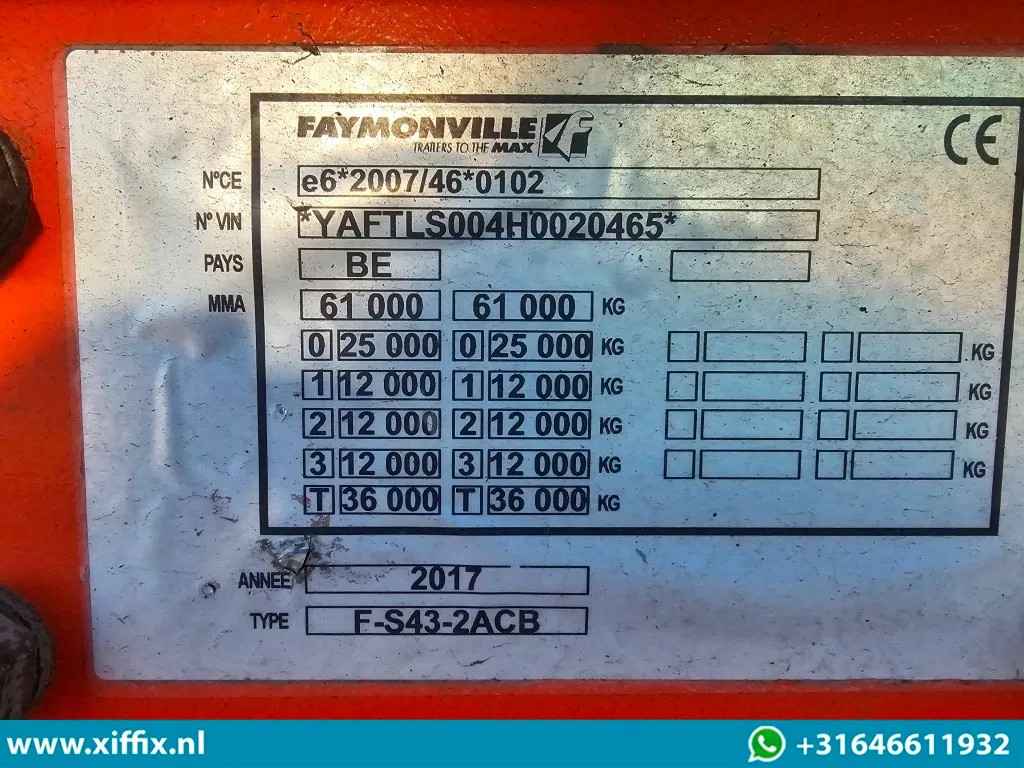 FAYMONVILLE
TRAILERS TO THE MAX
CE
N°CE e6*2007/46*0102
N° VIN *YAFTLS004H0020465*
PAYS BE
MMA 61 000 61 000 KG
0 25 000 0 25 000 KG KG
1 12 000 1 12 000 KG KG
2 12 000 2 12 000 KG KG
3 12 000 3 12 000 KG KG
T 36 000 T 36 000 KG
ANNEE 2017
TYPE F-S43-2ACB
www.xiffix.nl +31646611932